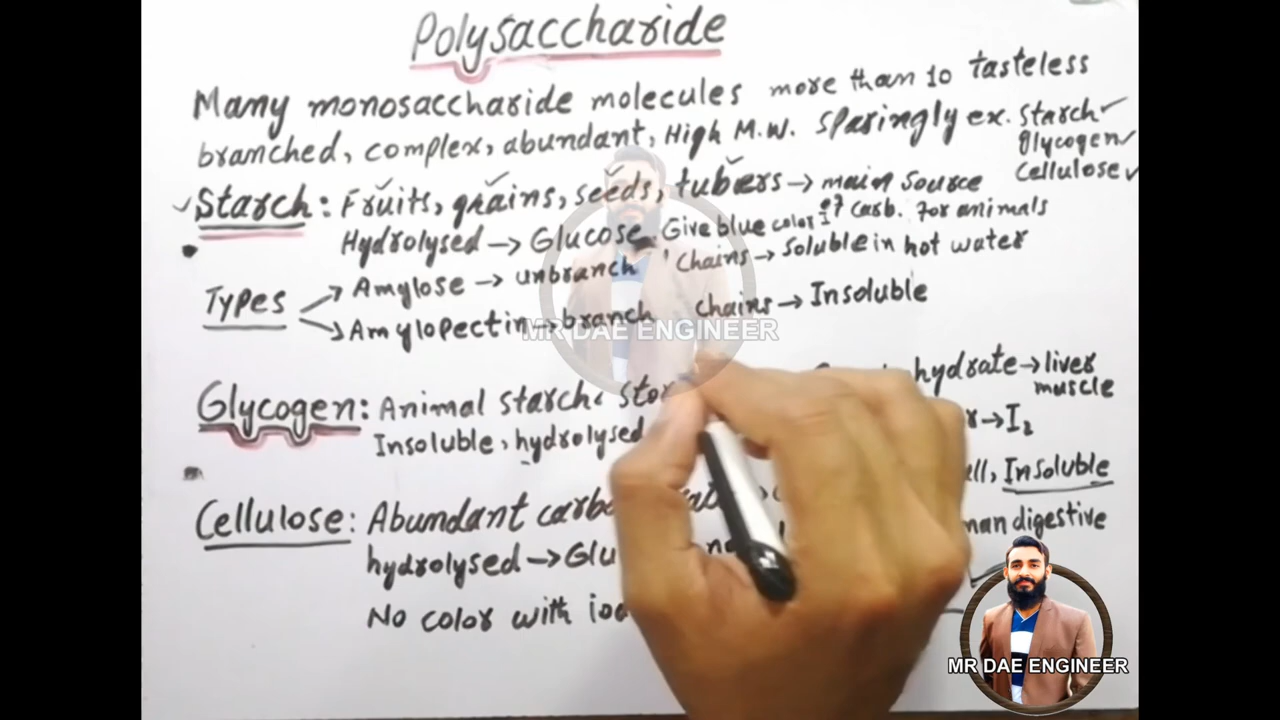 Polysaccharide
Many monosaccharide molecules more than 10 tasteless
branched, complex, abundant, High M.W. Sparingly ex. Starch
glycogen
Cellulose
Starch: Fruits, grains, seeds, tubers → main source
of carb. For animals
Hydrolysed → Glucose Give blue color I
Types → Amylose → unbranch chains → Soluble in hot water
→ Amylopectin → branch chains → Insoluble
Glycogen: Animal starch hydrate → liver
muscle
Insoluble, hydrolysed → I2
Cellulose: Abundant Insoluble
hydrolysed → digestive
No color with
MR DAE ENGINEER
MR DAE ENGINEER